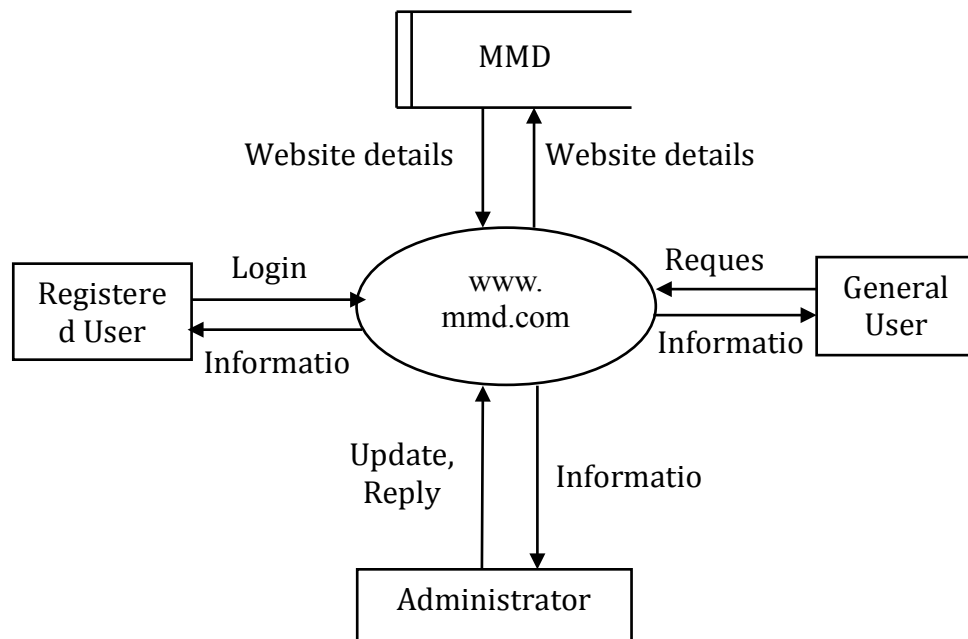 MMD
Website details
Website details
Login
Reques
Registere
d User
www.
mmd.com
General
User
Informatio
Informatio
Update,
Reply
Informatio
Administrator